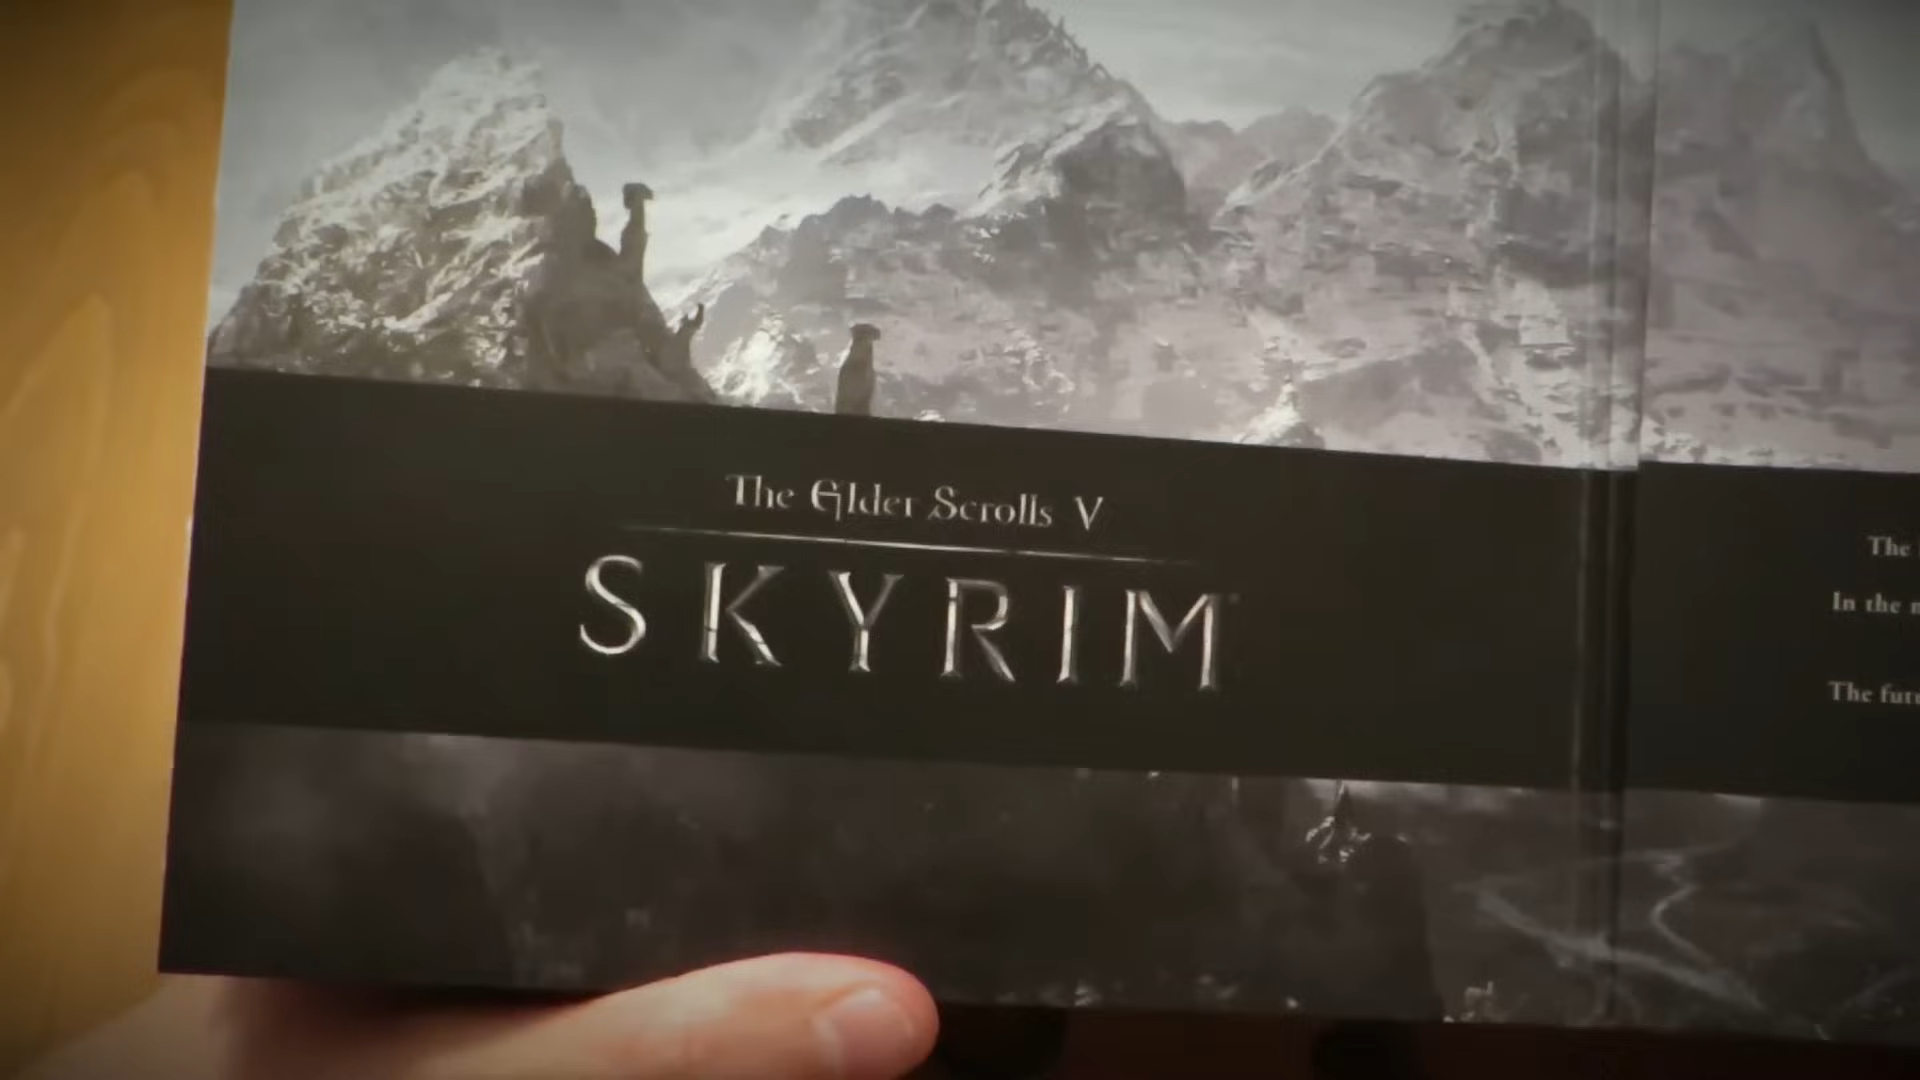 The Elder Scrolls V
SKYRIM
The
In the
The